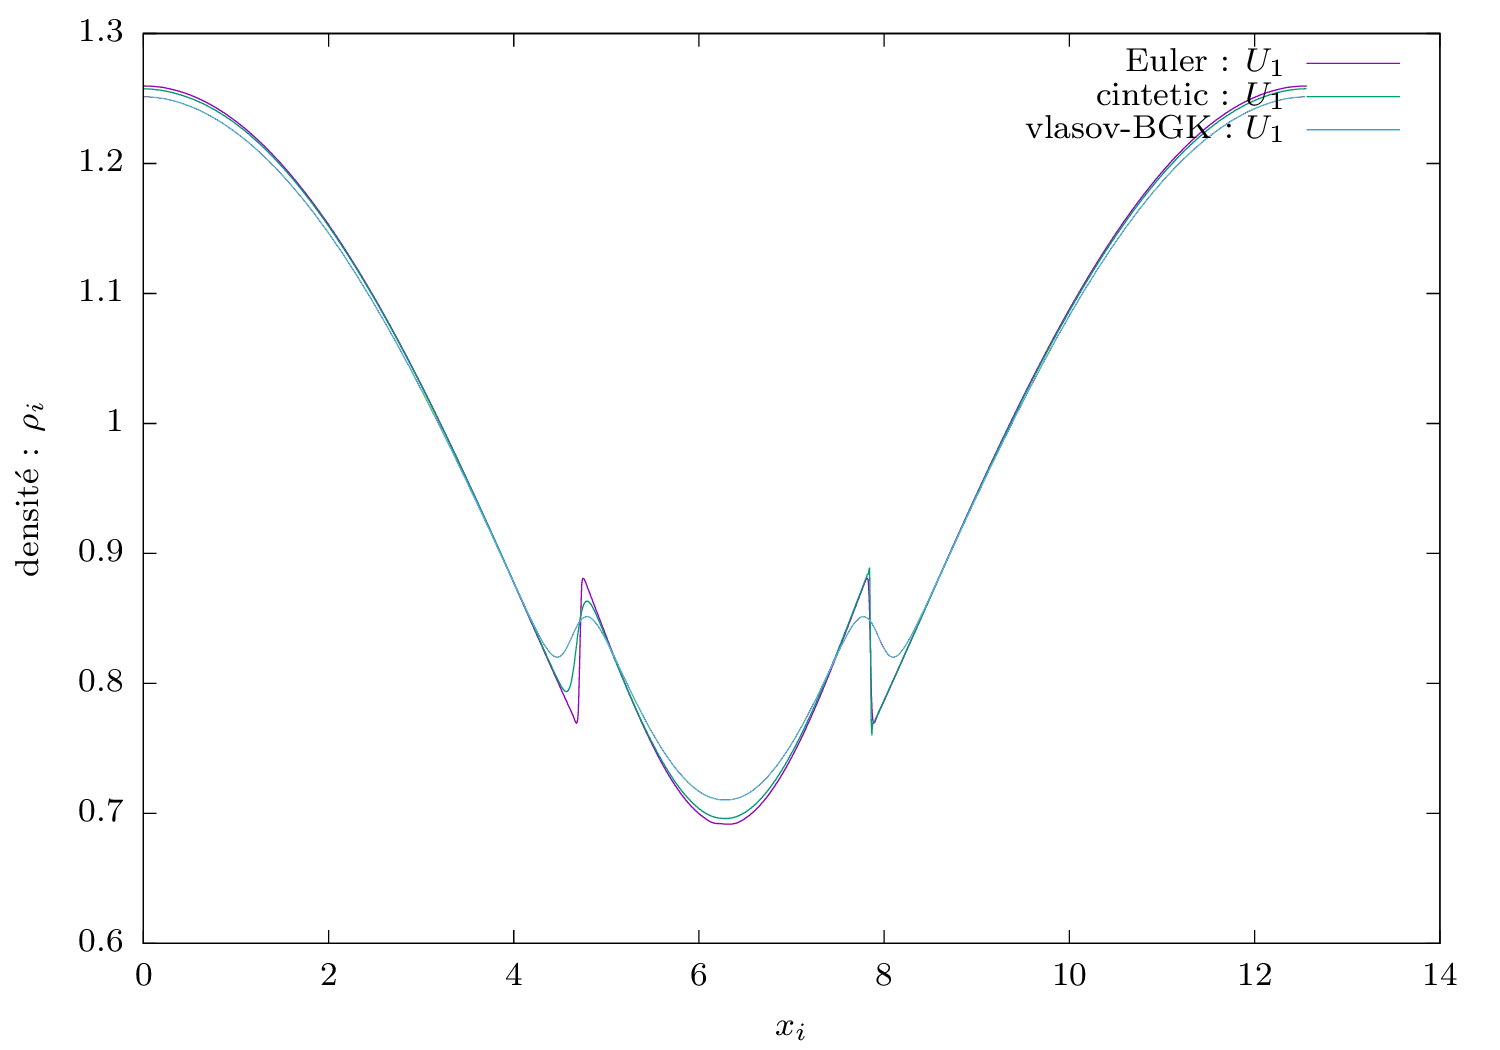 1.3
1.2
1.1
1
0.9
0.8
0.7
0.6
0 2 4 6 8 10 12 14
densité : ρi
xi
Euler : U1
cintetic : U1
vlasov-BGK : U1